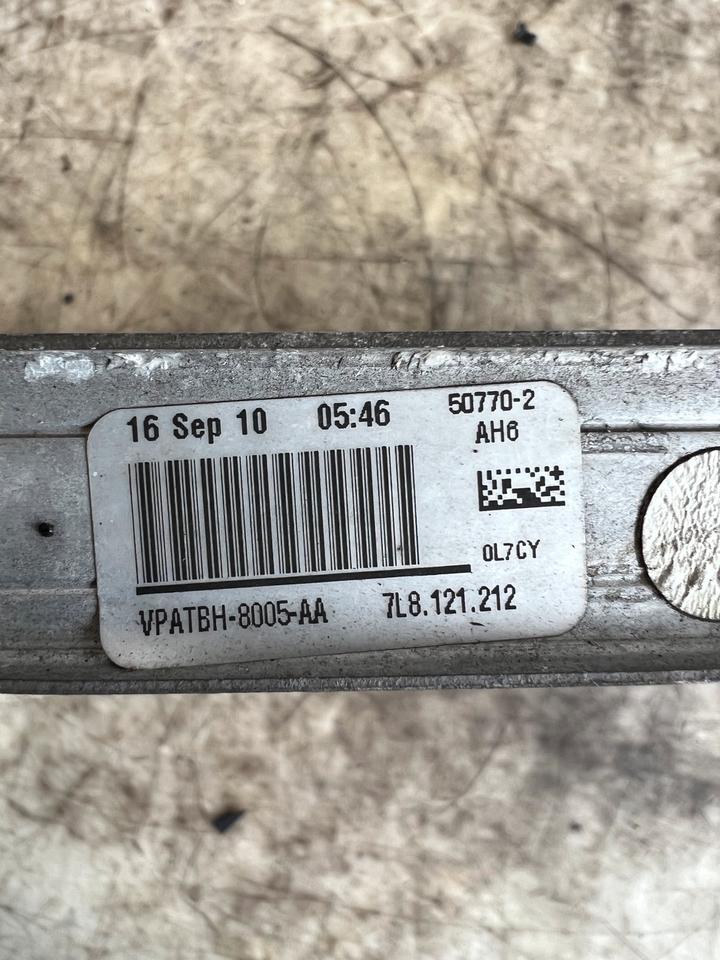 16 Sep 10 05:46 50770-2
AH6
0L7CY
VPATBH-8005-AA 7L8.121.212